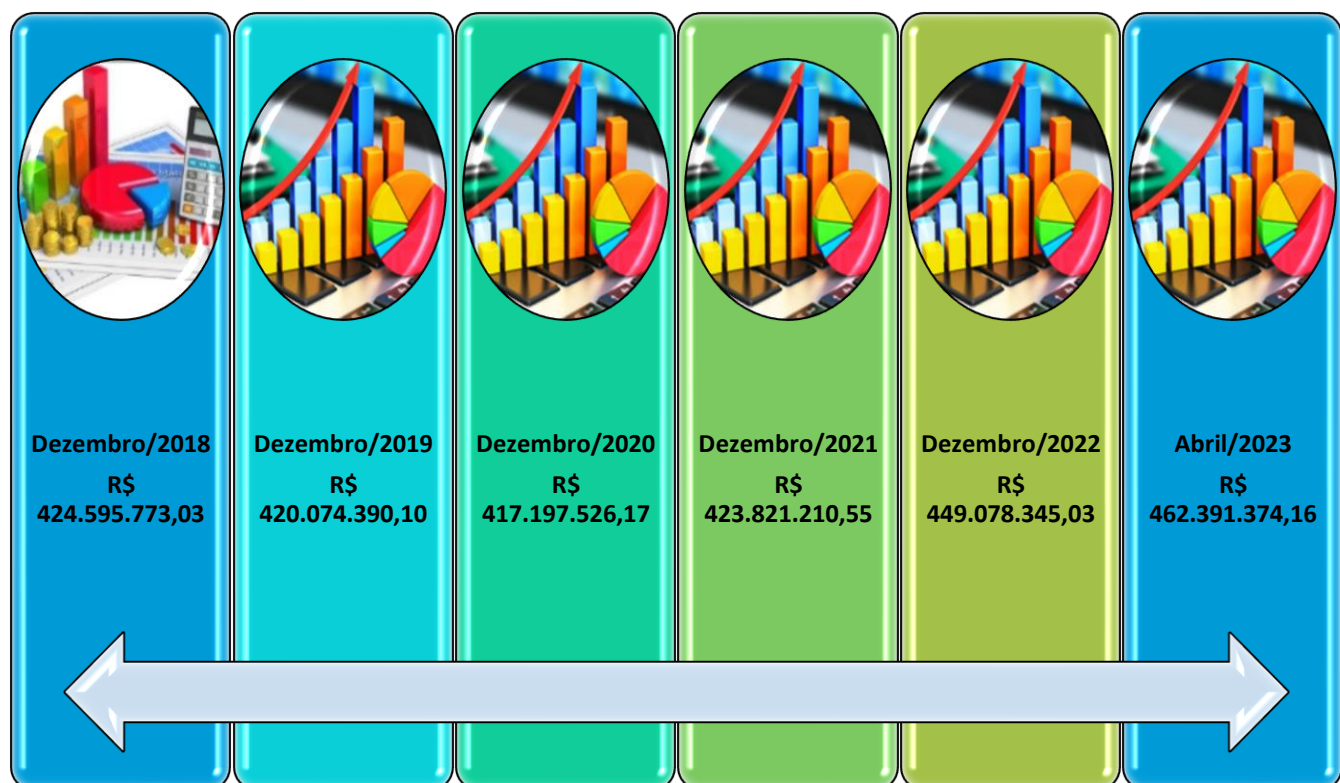 Dezembro/2018
R$
424.595.773,03
Dezembro/2019
R$
420.074.390,10
Dezembro/2020
R$
417.197.526,17
Dezembro/2021
R$
423.821.210,55
Dezembro/2022
R$
449.078.345,03
Abril/2023
R$
462.391.374,16